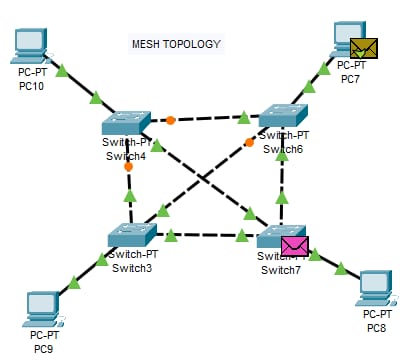 MESH TOPOLOGY
PC-PT
PC10
PC-PT
PC7
Switch-PT
Switch4
Switch-PT
Switch6
Switch-PT
Switch3
Switch-PT
Switch7
PC-PT
PC9
PC-PT
PC8